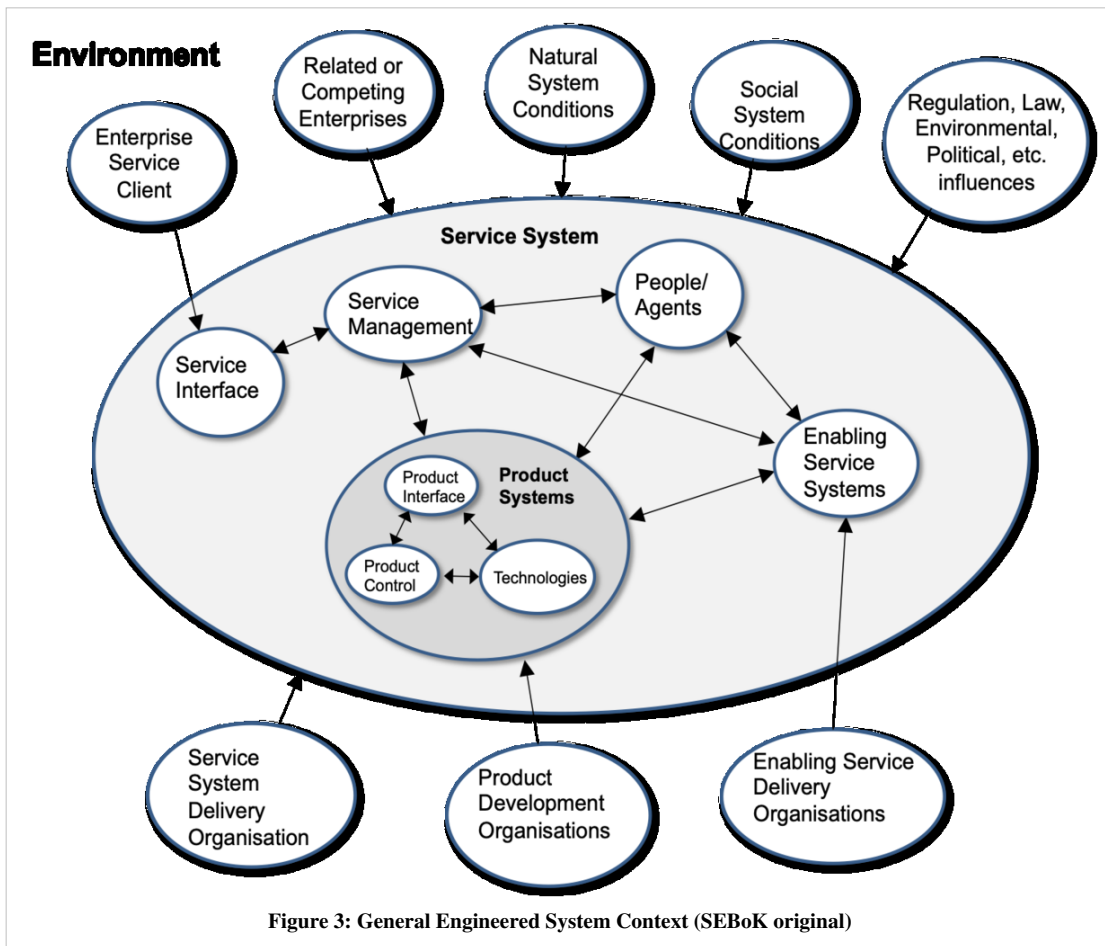 Environment
Related or
Competing
Enterprises
Natural
System
Conditions
Social
System
Conditions
Regulation, Law,
Environmental,
Political, etc.
influences
Enterprise
Service
Client
Service System
Service
Management
People/
Agents
Service
Interface
Enabling
Service
Systems
Product
Systems
Product
Interface
Product
Control
Technologies
Service
System
Delivery
Organisation
Product
Development
Organisations
Enabling Service
Delivery
Organisations
Figure 3: General Engineered System Context (SEBoK original)